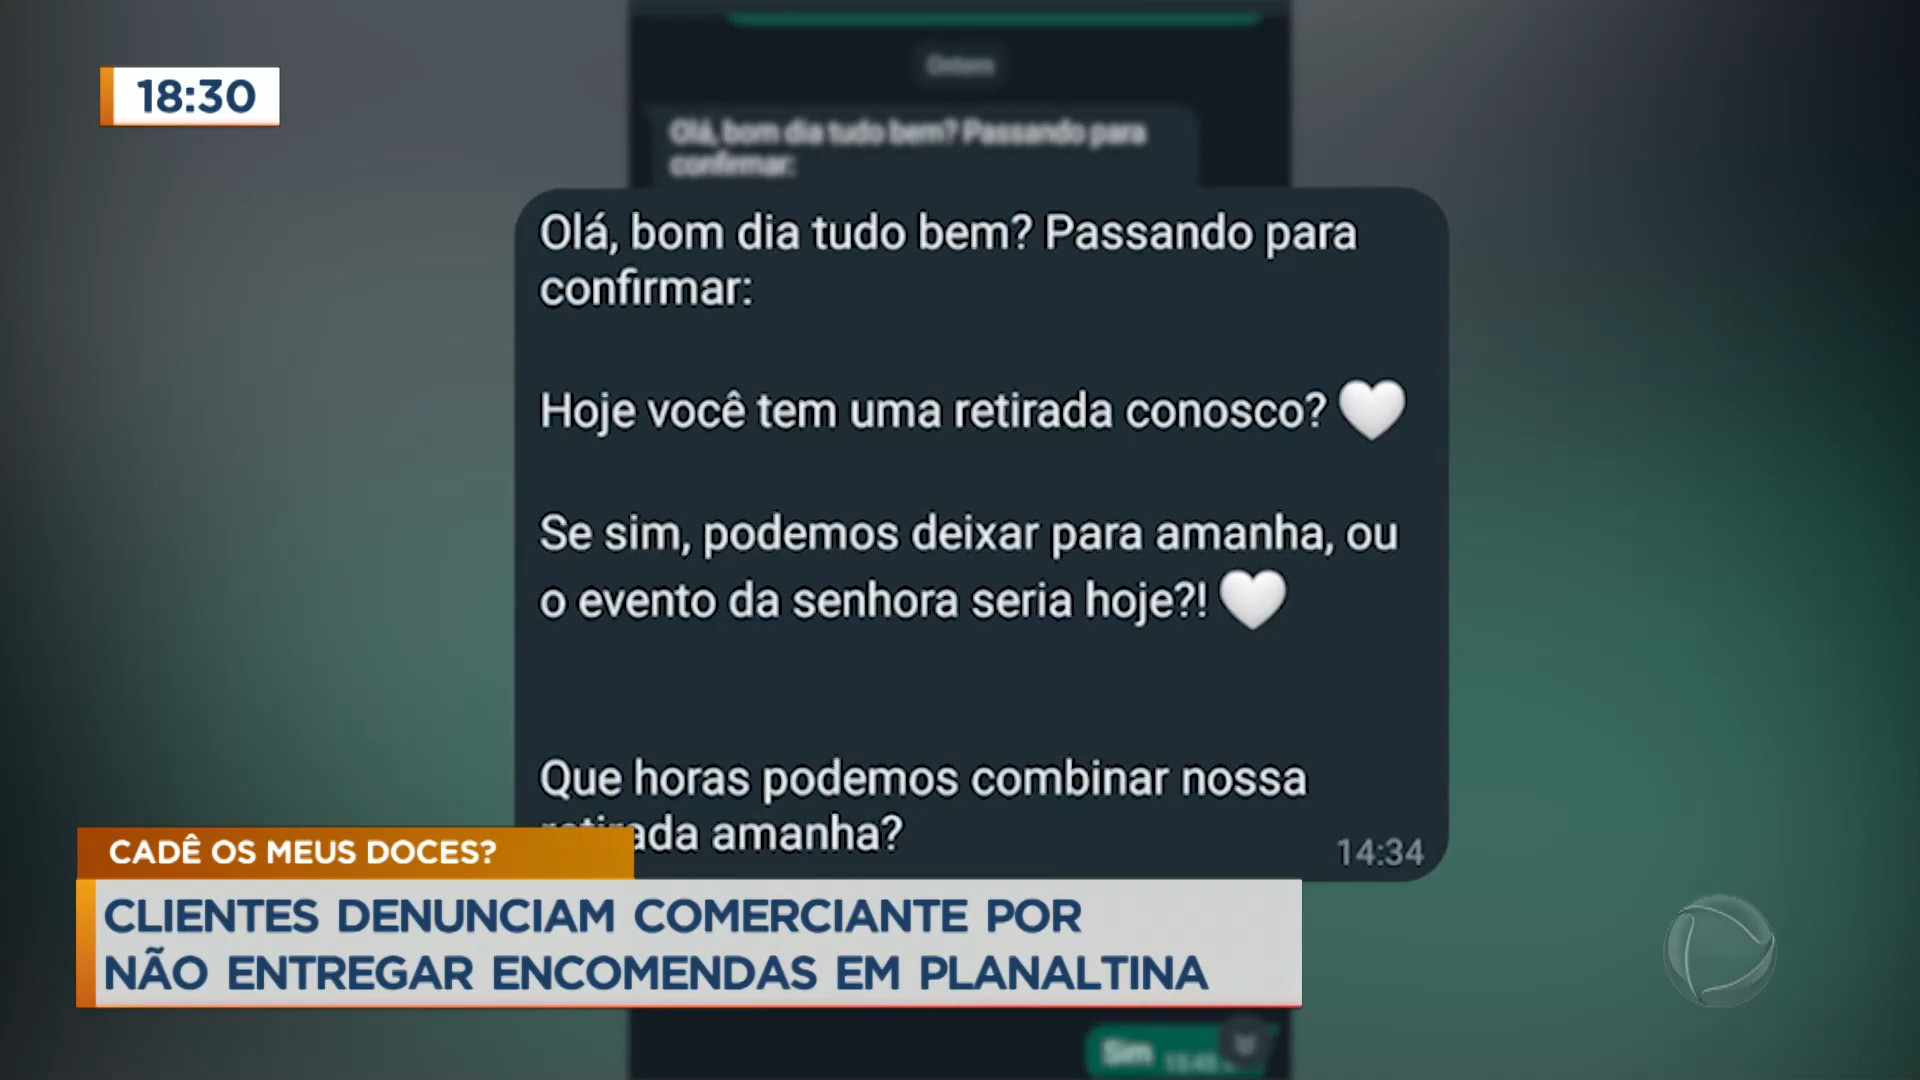 18:30
Ontem
Olá, bom dia tudo bem? Passando para
confirmar:
Olá, bom dia tudo bem? Passando para
confirmar:
Hoje você tem uma retirada conosco? 🤍
Se sim, podemos deixar para amanha, ou
o evento da senhora seria hoje?! 🤍
Que horas podemos combinar nossa
retirada amanha?
14:34
CADÊ OS MEUS DOCES?
CLIENTES DENUNCIAM COMERCIANTE POR
NÃO ENTREGAR ENCOMENDAS EM PLANALTINA
Sim